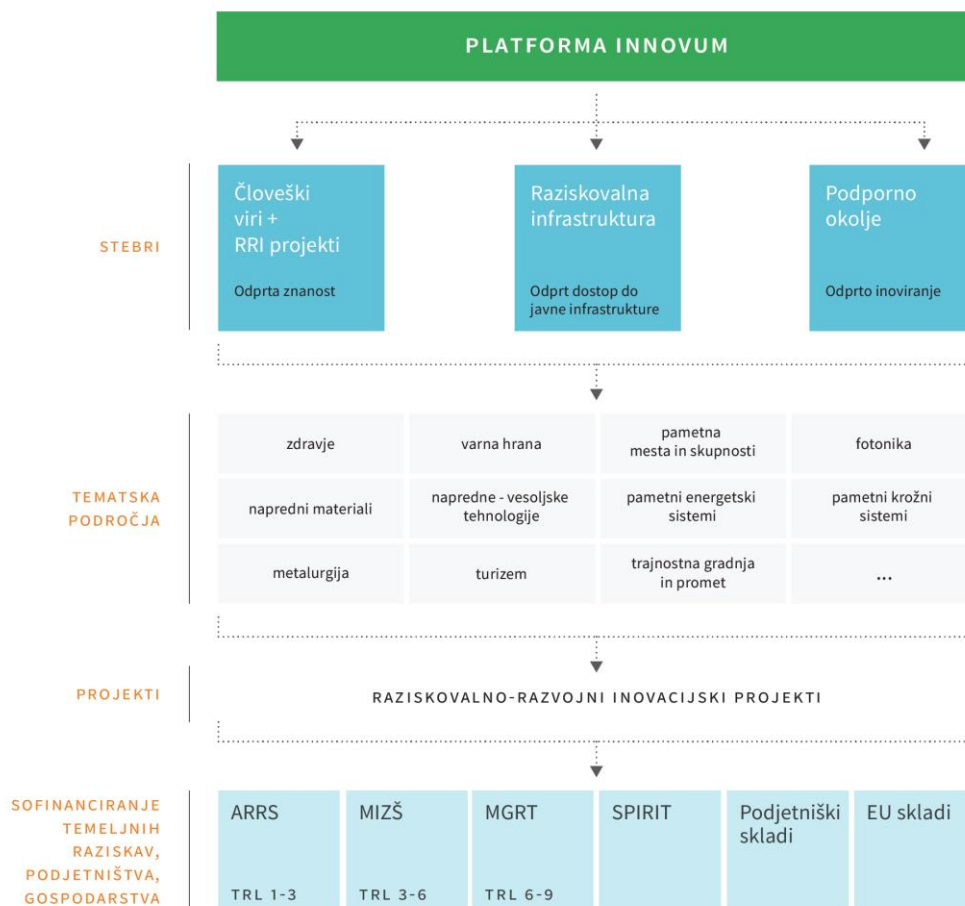 PLATFORMA INNOVUM
STEBRI
Človeški
viri +
RRI projekti
Odprta znanost
Raziskovalna
infrastruktura
Odprt dostop do
javne infrastrukture
Podporno
okolje
Odprto inoviranje
TEMATSKA
PODROČJA
zdravje
varna hrana
pametna
mesta in skupnosti
fotonika
napredni materiali
napredne - vesoljske
tehnologije
pametni energetski
sistemi
pametni krožni
sistemi
metalurgija
turizem
trajnostna gradnja
in promet
...
PROJEKTI
RAZISKOVALNO-RAZVOJNI INOVACIJSKI PROJEKTI
SOFINANCIRANJE
TEMELJNIH
RAZISKAV,
PODJETNIŠTVA,
GOSPODARSTVA
ARRS
TRL 1-3
MIZŠ
TRL 3-6
MGRT
TRL 6-9
SPIRIT
Podjetniški
skladi
EU skladi